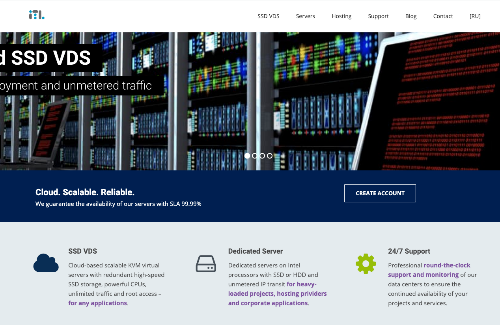 SSD VDS Servers Hosting Support Blog Contact [RU]
d SSD VDS
oyment and unmetered traffic
Cloud. Scalable. Reliable.
We guarantee the availability of our servers with SLA 99,99%
CREATE ACCOUNT
SSD VDS
Cloud-based scalable KVM virtual
servers with redundant high-speed
SSD storage, powerful CPUs,
unlimited traffic and root access –
for any applications.
Dedicated Server
Dedicated servers on Intel
processors with SSD or HDD and
unmetered IP transit for heavy-
loaded projects, hosting providers
and corporate applications.
24/7 Support
Professional round-the-clock
support and monitoring of our
data centers to ensure the
continued availability of your
projects and services.